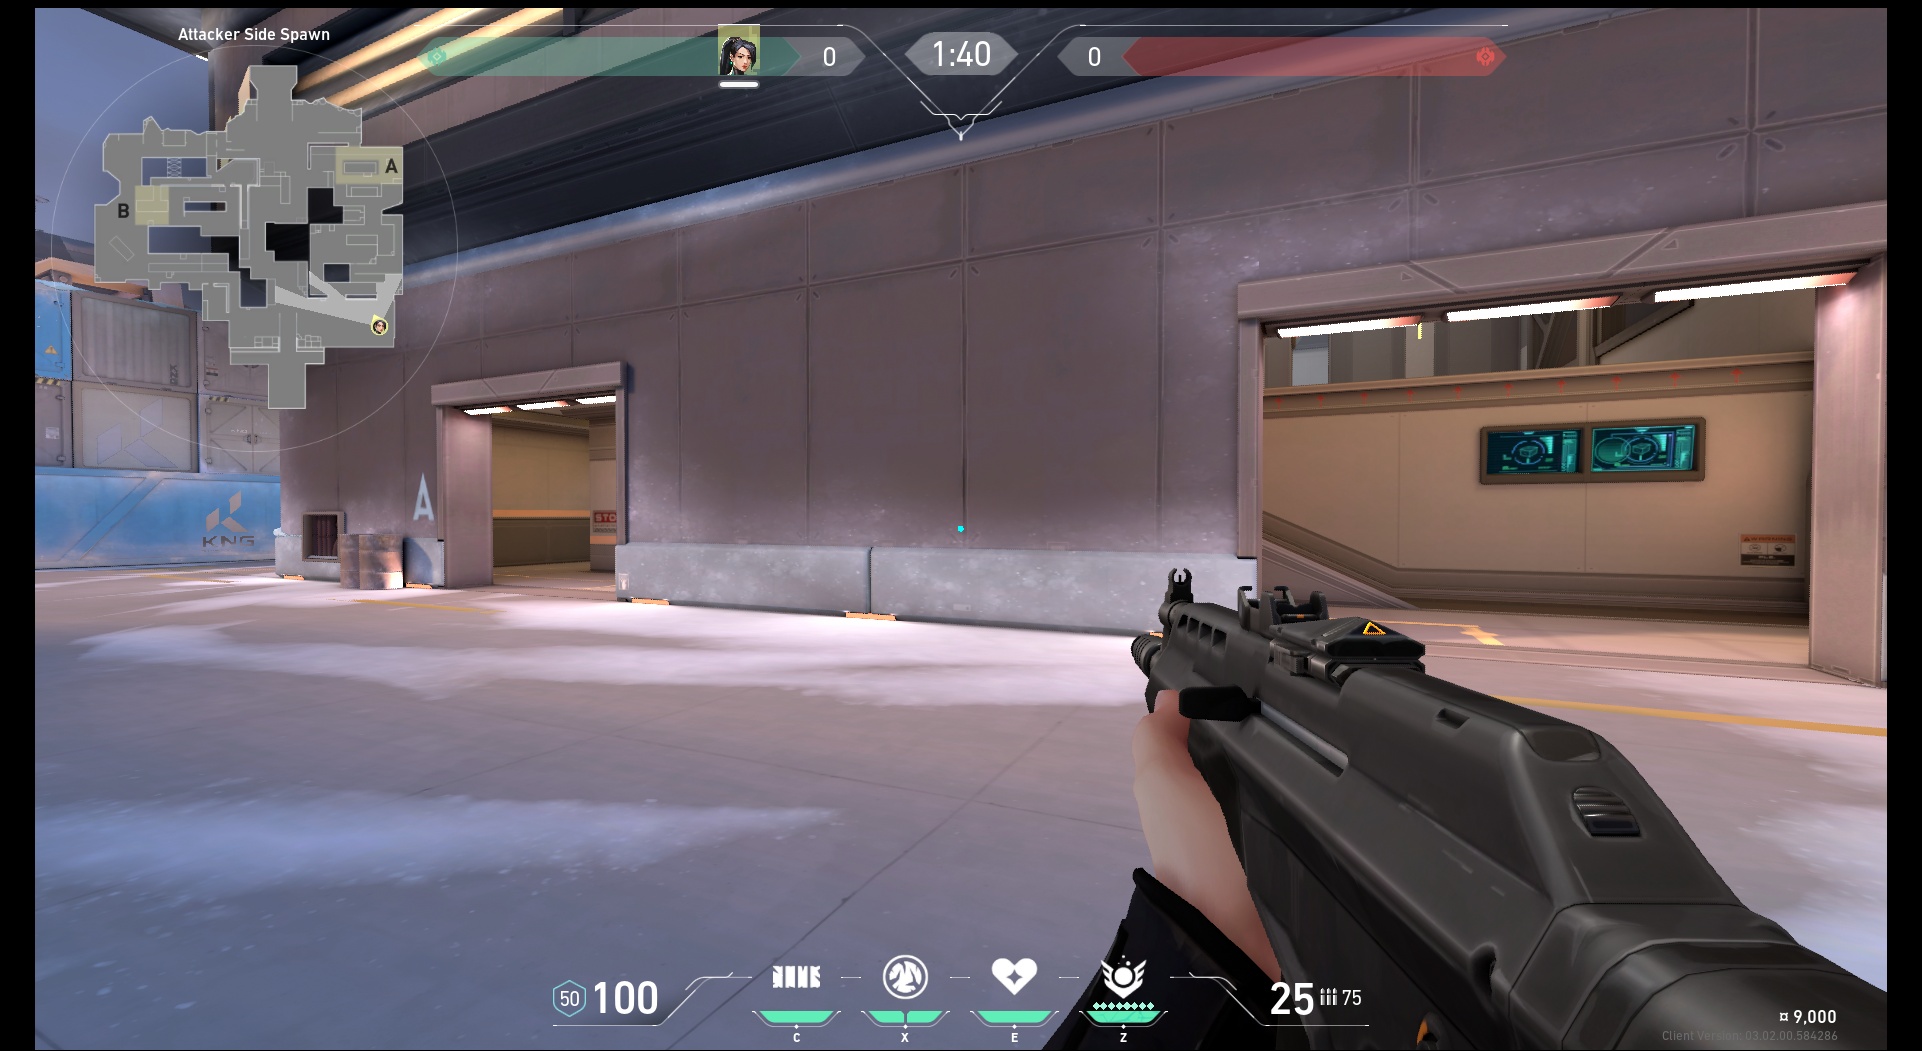 Attacker Side Spawn
0
1:40
0
A
B
A
KNG
STO
50
100
25
75
C
X
E
Z
¤ 9,000
Client Version: 03.02.00.584286